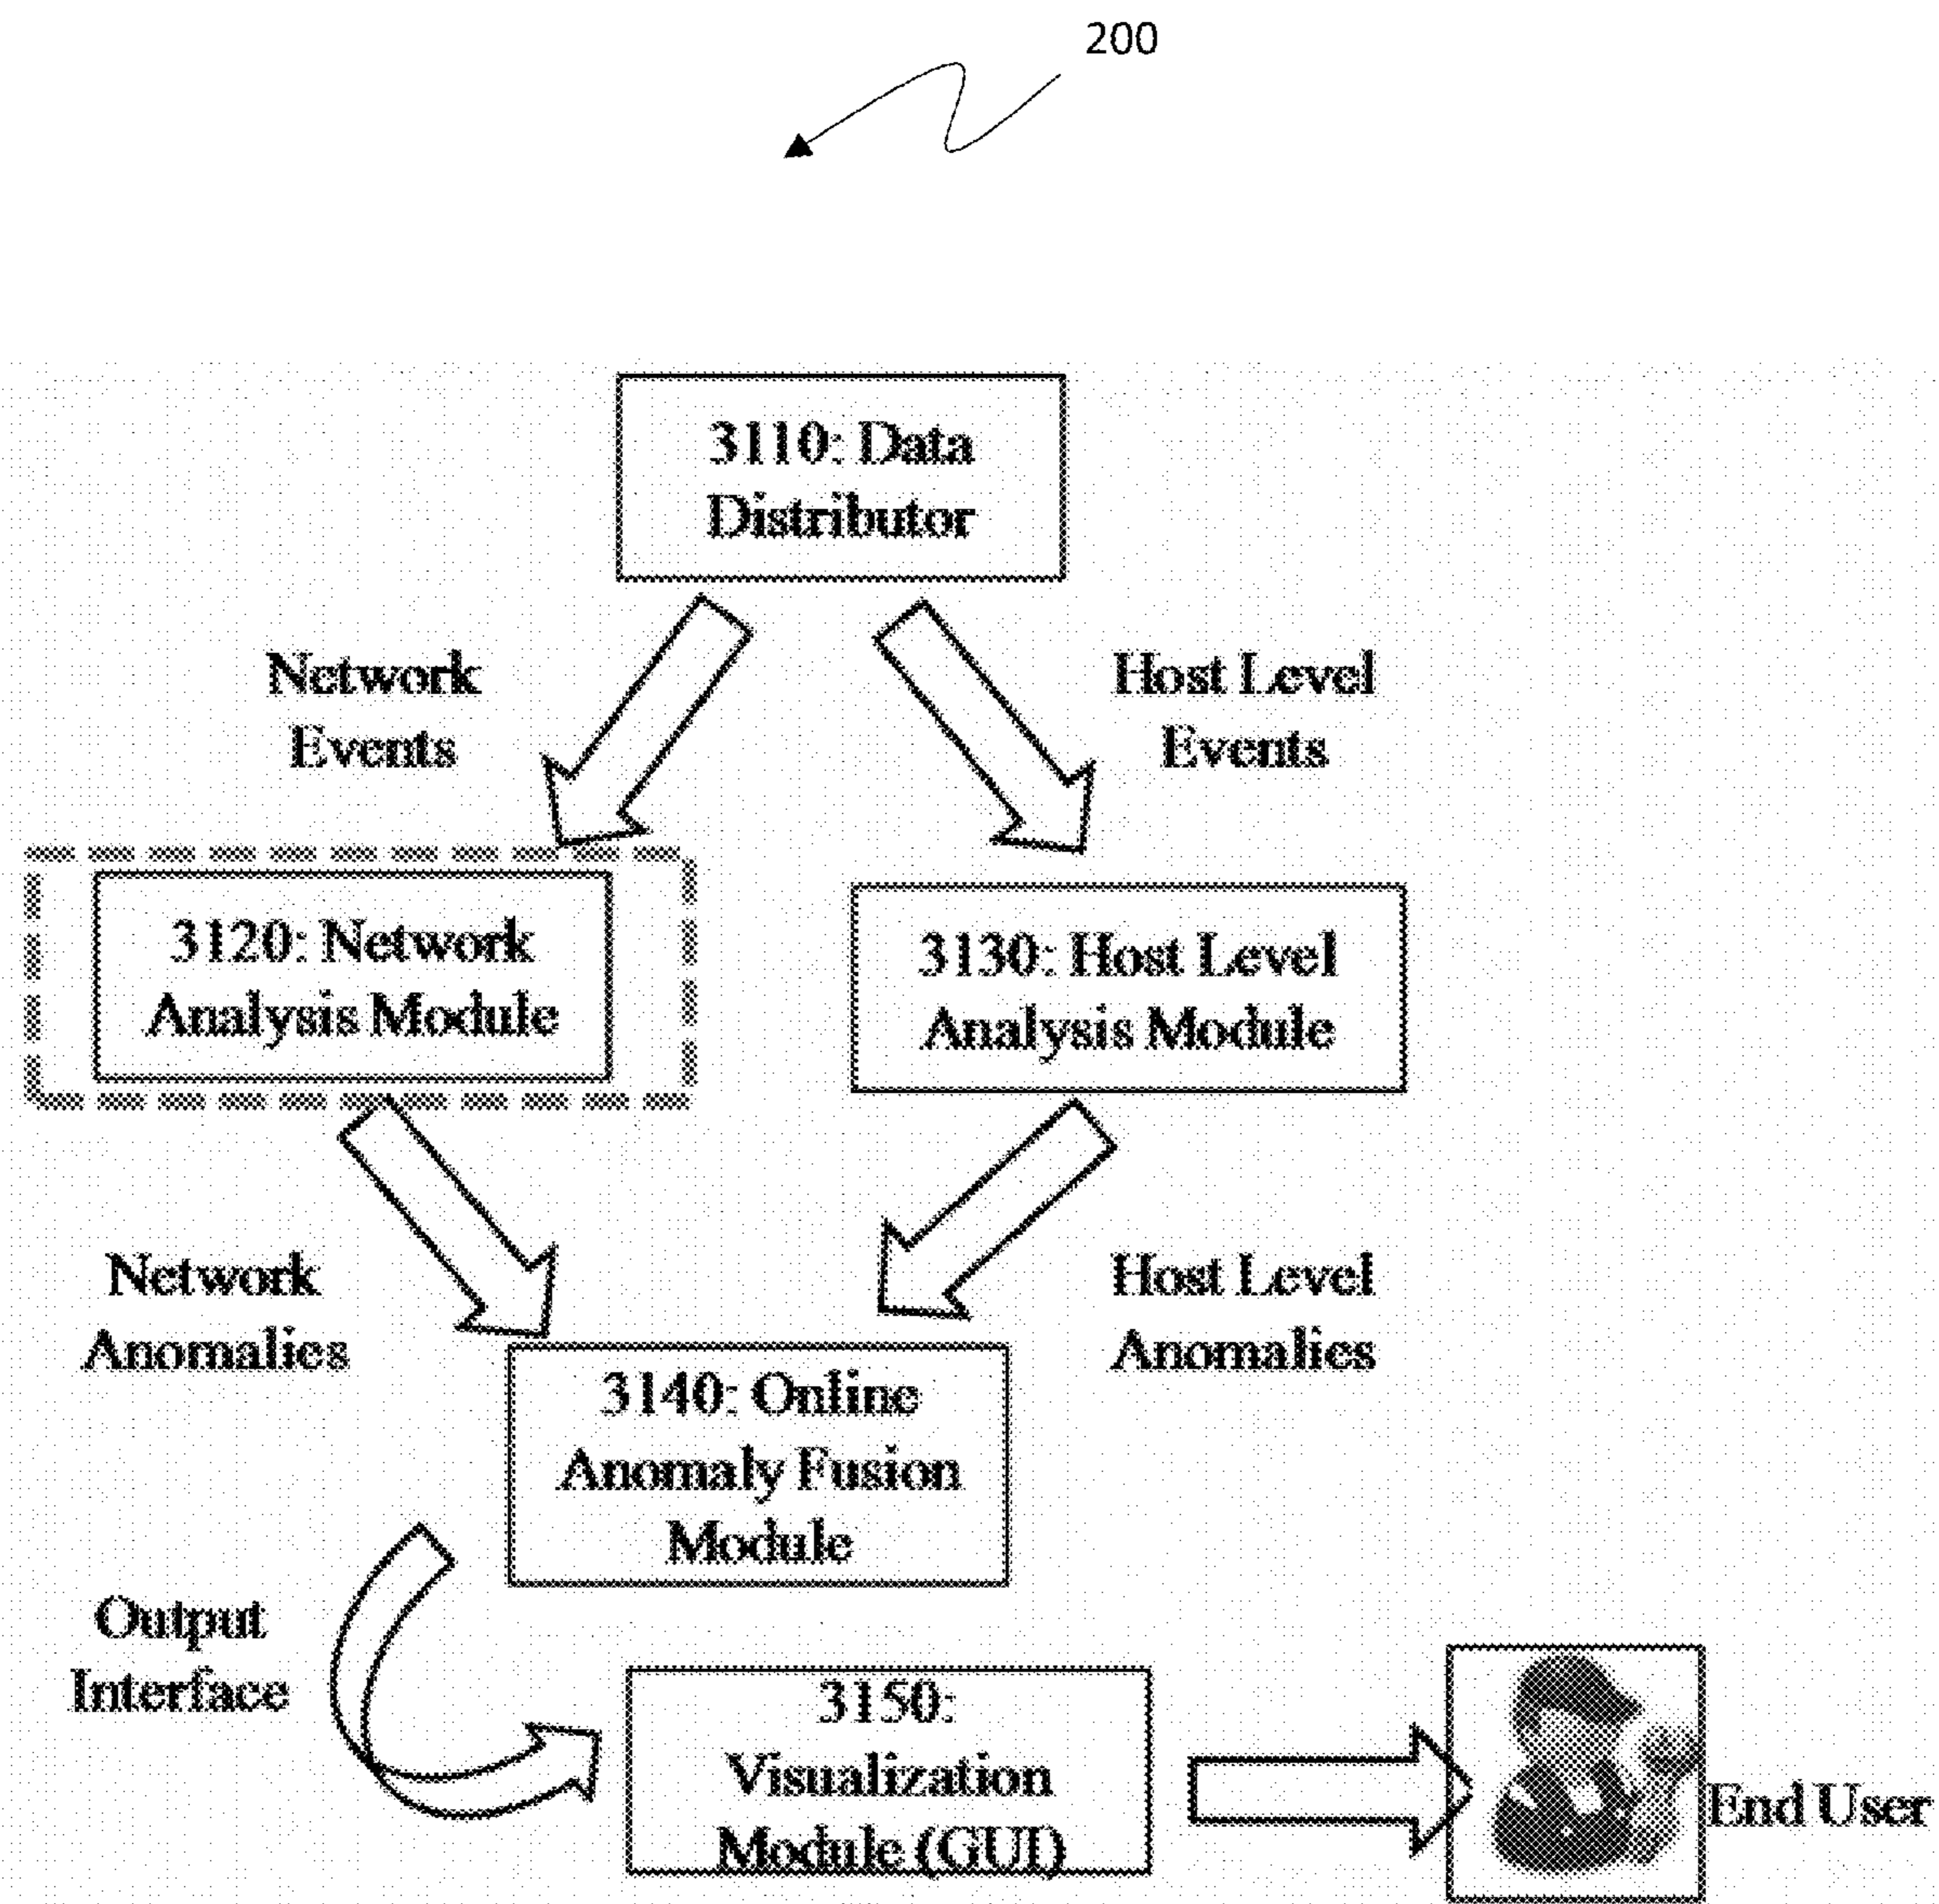 200
3110: Data
Distributor
Network
Events
Host Level
Events
3120: Network
Analysis Module
3130: Host Level
Analysis Module
Network
Anomalies
Host Level
Anomalies
3140: Online
Anomaly Fusion
Module
Output
Interface
3150:
Visualization
Module (GUI)
End User